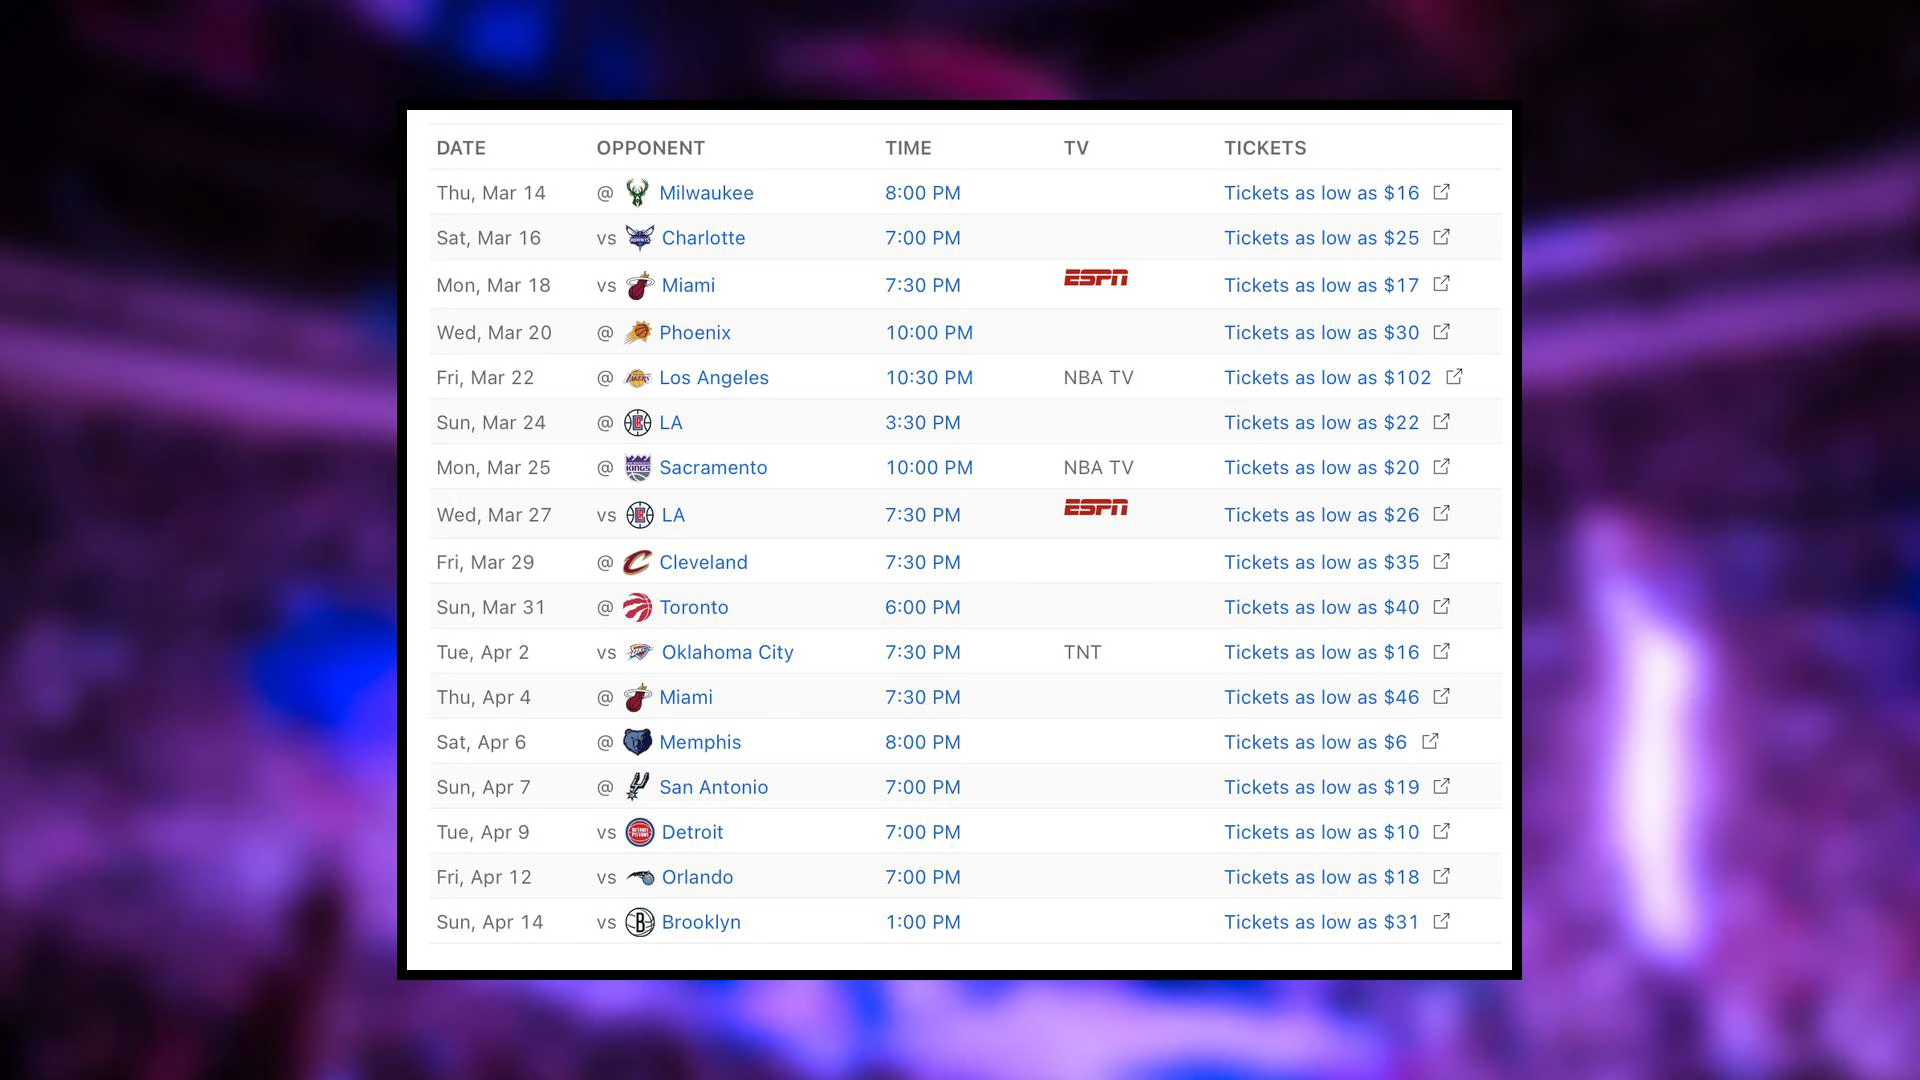 DATE OPPONENT TIME TV TICKETS
Thu, Mar 14 @ Milwaukee 8:00 PM Tickets as low as $16
Sat, Mar 16 vs Charlotte 7:00 PM Tickets as low as $25
Mon, Mar 18 vs Miami 7:30 PM ESPN Tickets as low as $17
Wed, Mar 20 @ Phoenix 10:00 PM Tickets as low as $30
Fri, Mar 22 @ Los Angeles 10:30 PM NBA TV Tickets as low as $102
Sun, Mar 24 @ LA 3:30 PM Tickets as low as $22
Mon, Mar 25 @ Sacramento 10:00 PM NBA TV Tickets as low as $20
Wed, Mar 27 vs LA 7:30 PM ESPN Tickets as low as $26
Fri, Mar 29 @ Cleveland 7:30 PM Tickets as low as $35
Sun, Mar 31 @ Toronto 6:00 PM Tickets as low as $40
Tue, Apr 2 vs Oklahoma City 7:30 PM TNT Tickets as low as $16
Thu, Apr 4 @ Miami 7:30 PM Tickets as low as $46
Sat, Apr 6 @ Memphis 8:00 PM Tickets as low as $6
Sun, Apr 7 @ San Antonio 7:00 PM Tickets as low as $19
Tue, Apr 9 vs Detroit 7:00 PM Tickets as low as $10
Fri, Apr 12 vs Orlando 7:00 PM Tickets as low as $18
Sun, Apr 14 vs Brooklyn 1:00 PM Tickets as low as $31